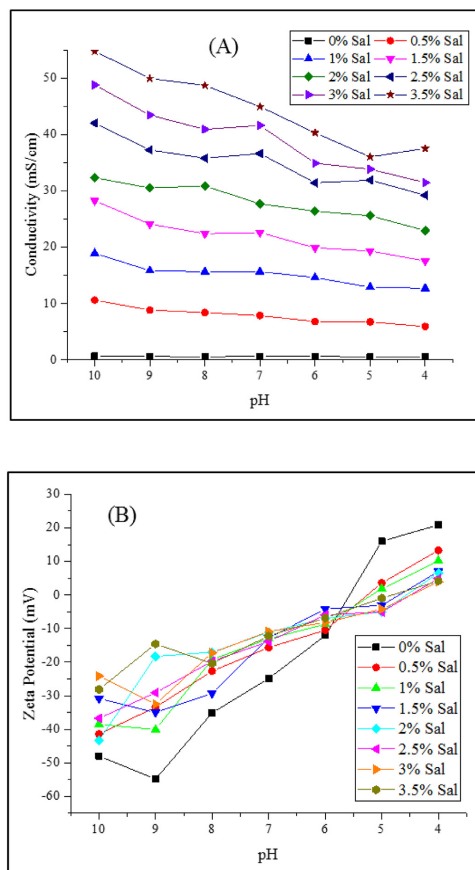 (A)
0% Sal 0.5% Sal
1% Sal 1.5% Sal
2% Sal 2.5% Sal
3% Sal 3.5% Sal
Conductivity (mS/cm)
50
40
30
20
10
0
10 9 8 7 6 5 4
pH
(B)
Zeta Potential (mV)
30
20
10
0
-10
-20
-30
-40
-50
-60
0% Sal
0.5% Sal
1% Sal
1.5% Sal
2% Sal
2.5% Sal
3% Sal
3.5% Sal
10 9 8 7 6 5 4
pH